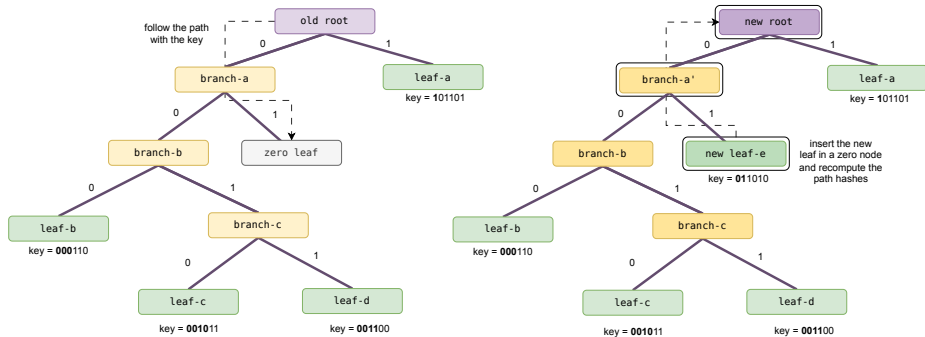 old root
follow the path
with the key
0
1
branch-a
leaf-a
key = 101101
0
1
branch-b
zero leaf
0
1
leaf-b
key = 000110
branch-c
0
1
leaf-c
leaf-d
key = 001011
key = 001100
new root
0
1
branch-a'
leaf-a
key = 101101
0
1
branch-b
new leaf-e
key = 011010
insert the new
leaf in a zero node
and recompute the
path hashes
0
1
leaf-b
key = 000110
branch-c
0
1
leaf-c
leaf-d
key = 001011
key = 001100